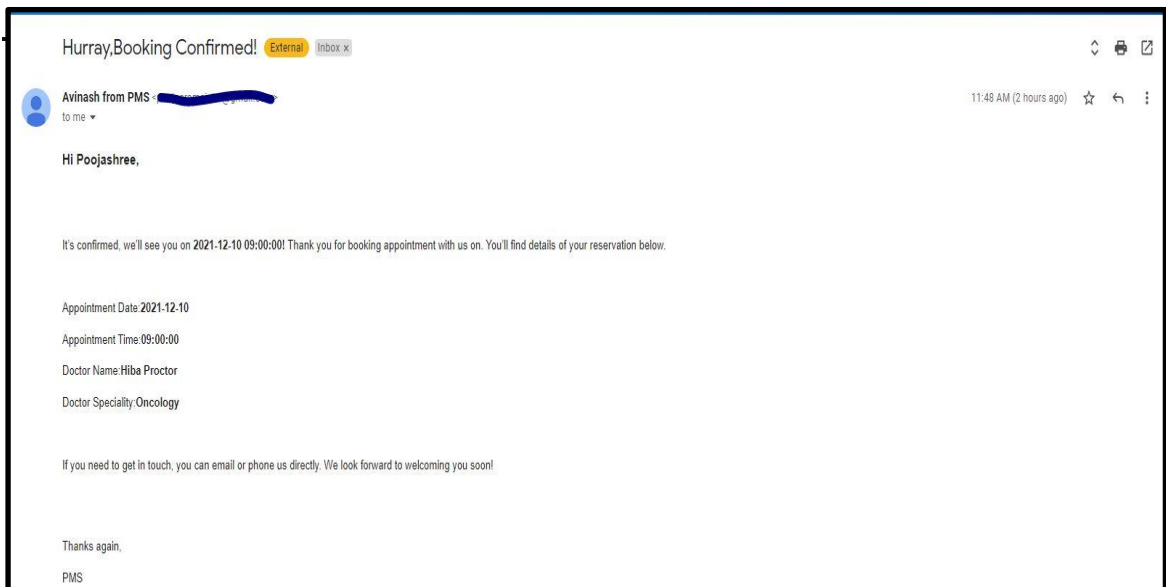 Hurray,Booking Confirmed! External Inbox x
Avinash from PMS
11:48 AM (2 hours ago)
to me
Hi Poojashree,
It's confirmed, we'll see you on 2021-12-10 09:00:00! Thank you for booking appointment with us on. You'll find details of your reservation below.
Appointment Date:2021-12-10
Appointment Time:09:00:00
Doctor Name:Hiba Proctor
Doctor Speciality:Oncology
If you need to get in touch, you can email or phone us directly. We look forward to welcoming you soon!
Thanks again,
PMS